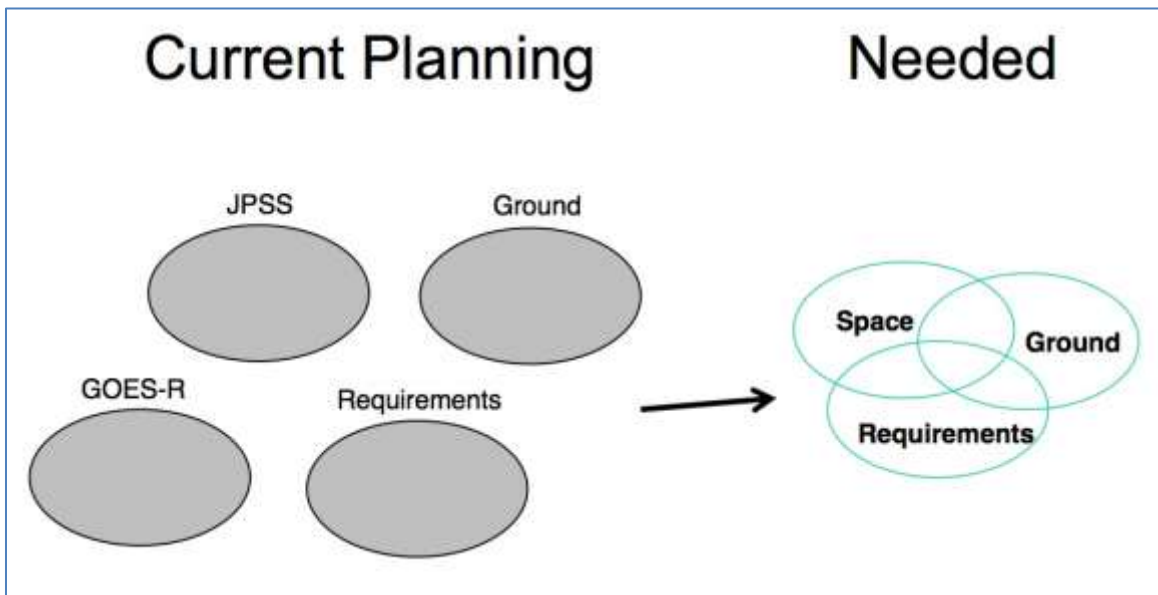 Current Planning
Needed
JPSS
Ground
GOES-R
Requirements
Space
Ground
Requirements